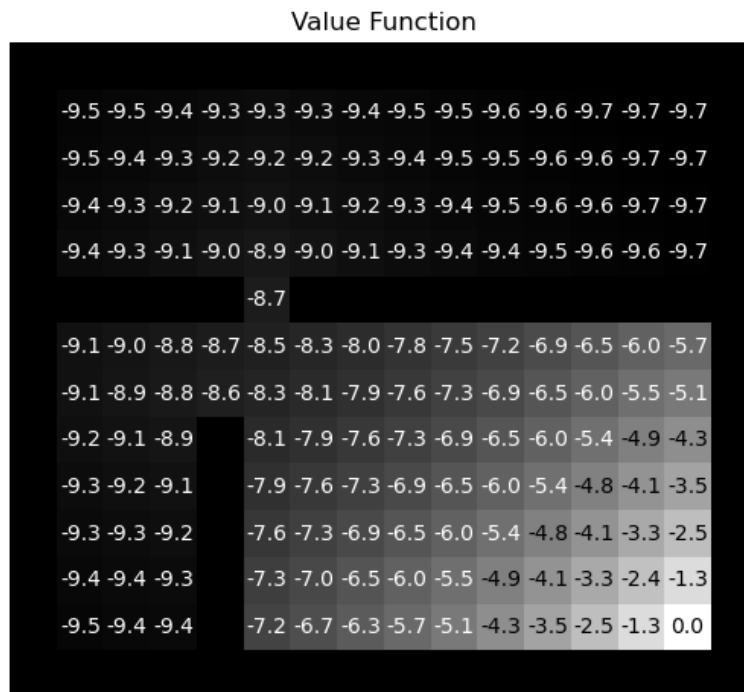 Value Function
-9.5 -9.5 -9.4 -9.3 -9.3 -9.3 -9.4 -9.5 -9.5 -9.6 -9.6 -9.7 -9.7 -9.7
-9.5 -9.4 -9.3 -9.2 -9.2 -9.2 -9.3 -9.4 -9.5 -9.5 -9.6 -9.6 -9.7 -9.7
-9.4 -9.3 -9.2 -9.1 -9.0 -9.1 -9.2 -9.3 -9.4 -9.5 -9.6 -9.6 -9.7 -9.7
-9.4 -9.3 -9.1 -9.0 -8.9 -9.0 -9.1 -9.3 -9.4 -9.4 -9.5 -9.6 -9.6 -9.7
-8.7
-9.1 -9.0 -8.8 -8.7 -8.5 -8.3 -8.0 -7.8 -7.5 -7.2 -6.9 -6.5 -6.0 -5.7
-9.1 -8.9 -8.8 -8.6 -8.3 -8.1 -7.9 -7.6 -7.3 -6.9 -6.5 -6.0 -5.5 -5.1
-9.2 -9.1 -8.9 -8.1 -7.9 -7.6 -7.3 -6.9 -6.5 -6.0 -5.4 -4.9 -4.3
-9.3 -9.2 -9.1 -7.9 -7.6 -7.3 -6.9 -6.5 -6.0 -5.4 -4.8 -4.1 -3.5
-9.3 -9.3 -9.2 -7.6 -7.3 -6.9 -6.5 -6.0 -5.4 -4.8 -4.1 -3.3 -2.5
-9.4 -9.4 -9.3 -7.3 -7.0 -6.5 -6.0 -5.5 -4.9 -4.1 -3.3 -2.4 -1.3
-9.5 -9.4 -9.4 -7.2 -6.7 -6.3 -5.7 -5.1 -4.3 -3.5 -2.5 -1.3 0.0